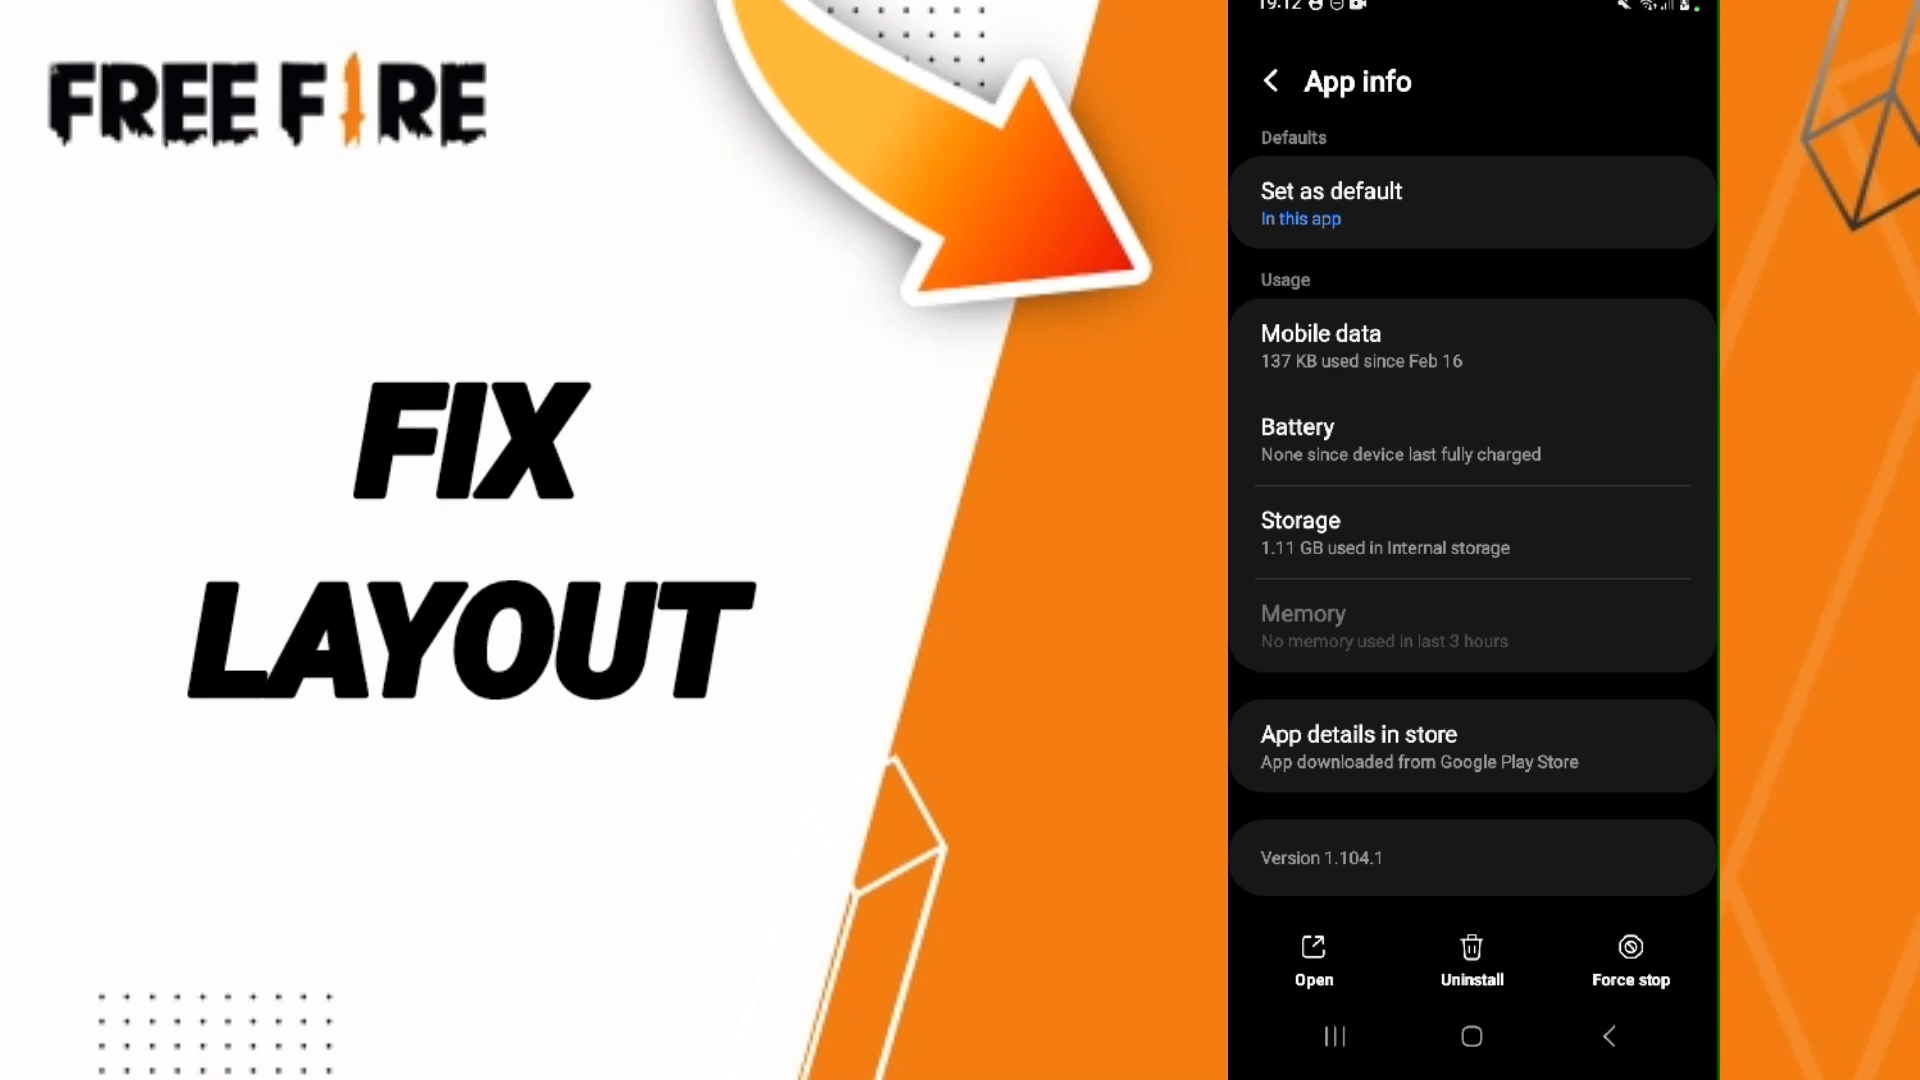 FREE FIRE
FIX
LAYOUT
19:12
App info
Defaults
Set as default
In this app
Usage
Mobile data
137 KB used since Feb 16
Battery
None since device last fully charged
Storage
1.11 GB used in Internal storage
Memory
No memory used in last 3 hours
App details in store
App downloaded from Google Play Store
Version 1.104.1
Open
Uninstall
Force stop